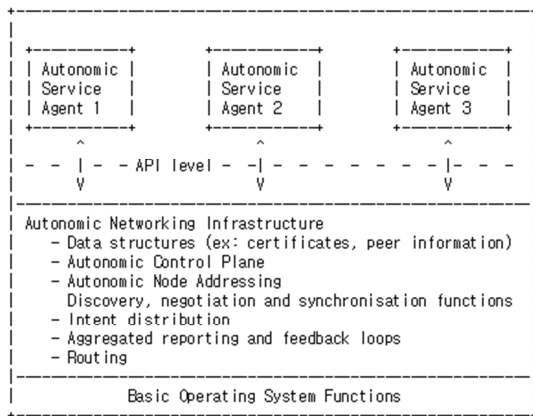 Autonomic Autonomic Autonomic
Service Service Service
Agent 1 Agent 2 Agent 3
API level
Autonomic Networking Infrastructure
- Data structures (ex: certificates, peer information)
- Autonomic Control Plane
- Autonomic Node Addressing
Discovery, negotiation and synchronisation functions
- Intent distribution
- Aggregated reporting and feedback loops
- Routing
Basic Operating System Functions